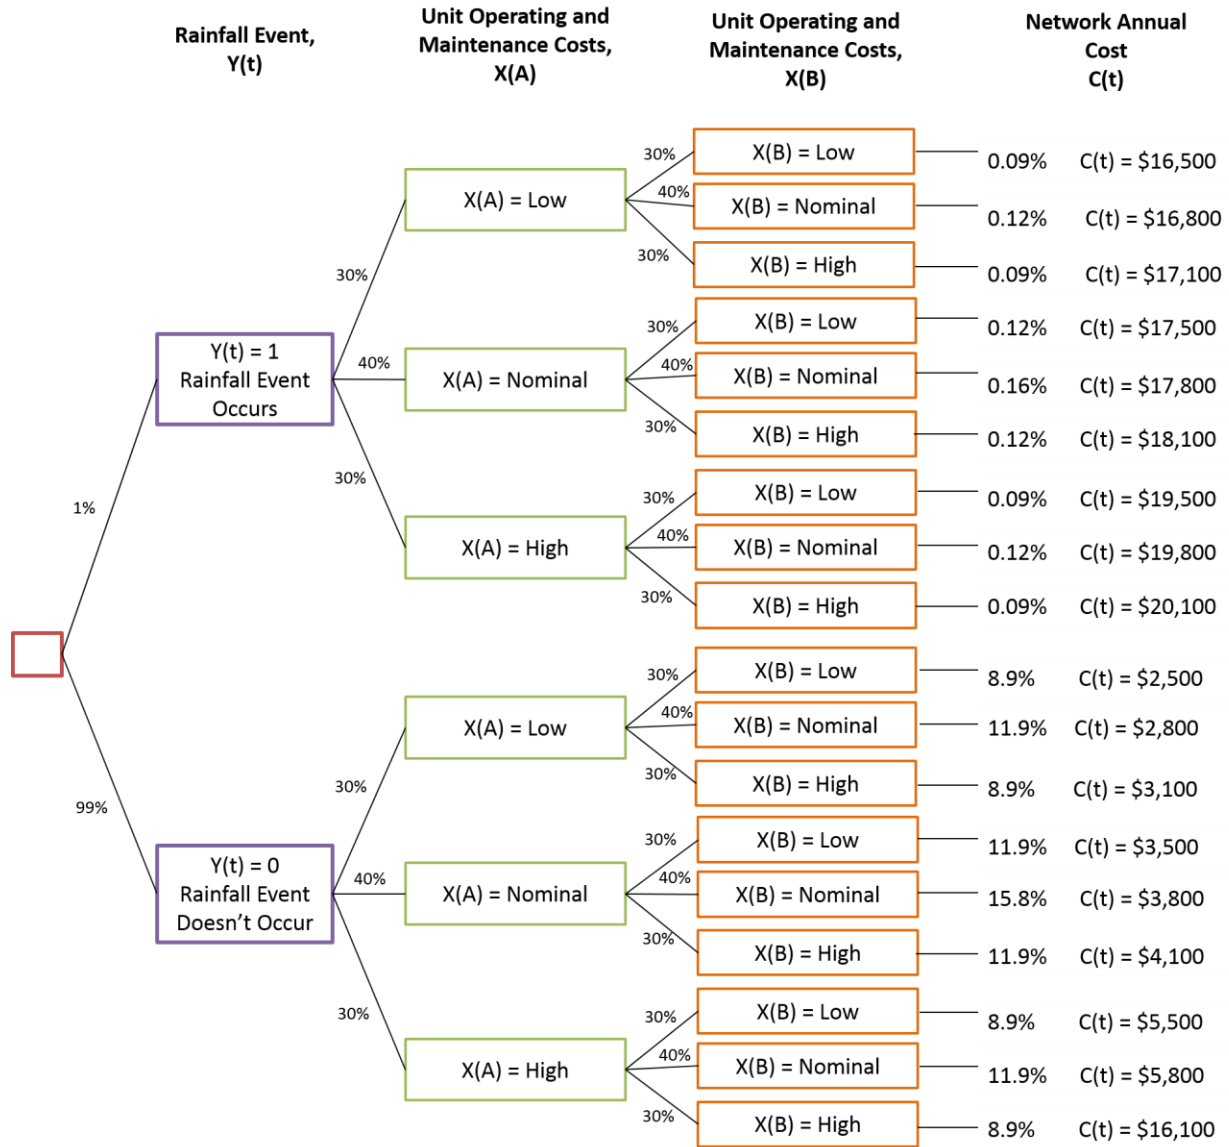 Rainfall Event,
Y(t)
Unit Operating and
Maintenance Costs,
X(A)
Unit Operating and
Maintenance Costs,
X(B)
Network Annual
Cost
C(t)
1%
99%
Y(t) = 1
Rainfall Event
Occurs
30%
40%
30%
X(A) = Low
30%
40%
30%
X(B) = Low
0.09% C(t) = $16,500
X(B) = Nominal
0.12% C(t) = $16,800
X(B) = High
0.09% C(t) = $17,100
X(A) = Nominal
30%
40%
30%
X(B) = Low
0.12% C(t) = $17,500
X(B) = Nominal
0.16% C(t) = $17,800
X(B) = High
0.12% C(t) = $18,100
X(A) = High
30%
40%
30%
X(B) = Low
0.09% C(t) = $19,500
X(B) = Nominal
0.12% C(t) = $19,800
X(B) = High
0.09% C(t) = $20,100
Y(t) = 0
Rainfall Event
Doesn't Occur
30%
40%
30%
X(A) = Low
30%
40%
30%
X(B) = Low
8.9% C(t) = $2,500
X(B) = Nominal
11.9% C(t) = $2,800
X(B) = High
8.9% C(t) = $3,100
X(A) = Nominal
30%
40%
30%
X(B) = Low
11.9% C(t) = $3,500
X(B) = Nominal
15.8% C(t) = $3,800
X(B) = High
11.9% C(t) = $4,100
X(A) = High
30%
40%
30%
X(B) = Low
8.9% C(t) = $5,500
X(B) = Nominal
11.9% C(t) = $5,800
X(B) = High
8.9% C(t) = $16,100